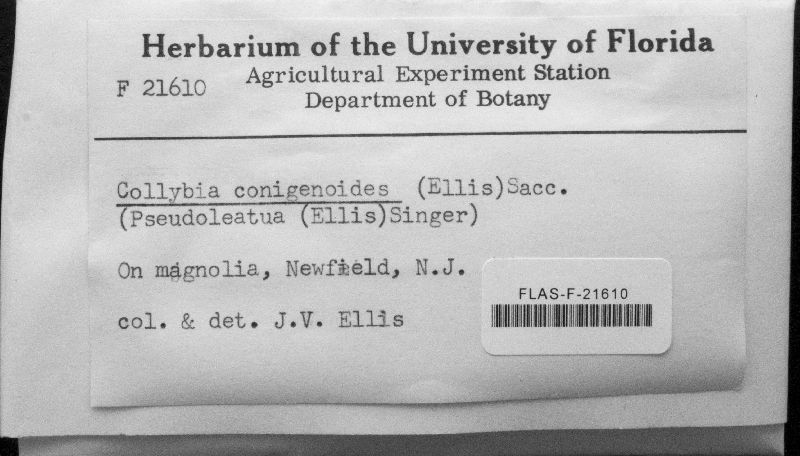 Herbarium of the University of Florida
F 21610
Agricultural Experiment Station
Department of Botany
Collybia conigenoides (Ellis)Sacc.
(Pseudoleatua (Ellis)Singer)
On magnolia, Newfield, N.J.
FLAS-F-21610
col. & det. J.V. Ellis